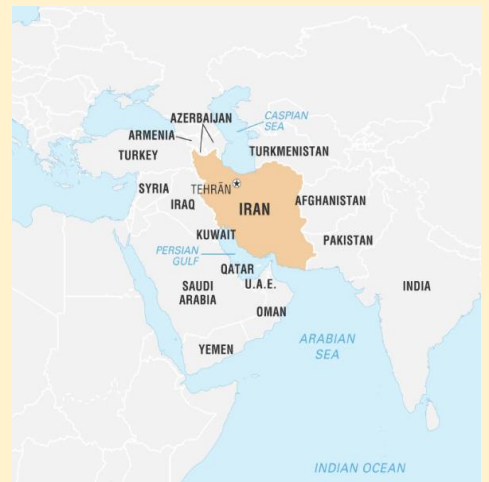 AZERBAIJAN
CASPIAN
SEA
ARMENIA
TURKEY
TURKMENISTAN
SYRIA
TEHRĀN
IRAQ
IRAN
AFGHANISTAN
KUWAIT
PAKISTAN
PERSIAN
GULF
QATAR
U.A.E.
SAUDI
ARABIA
INDIA
OMAN
ARABIAN
SEA
YEMEN
INDIAN OCEAN